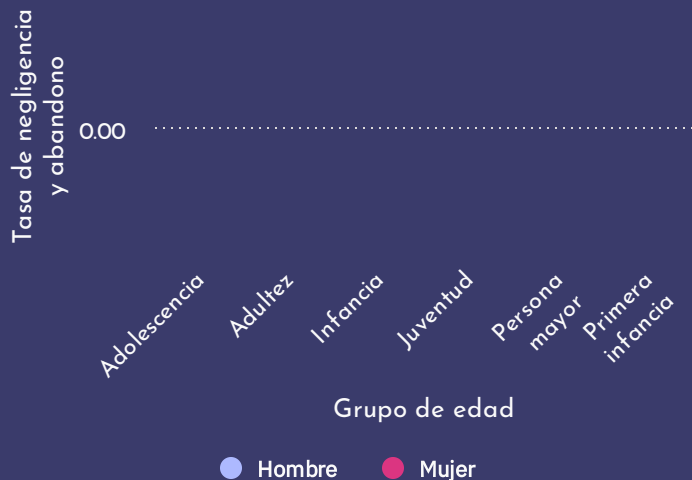 Tasa de negligencia
y abandono
0.00
Adolescencia
Adultez
Infancia
Juventud
Persona
mayor
Primera
infancia
Grupo de edad
Hombre
Mujer